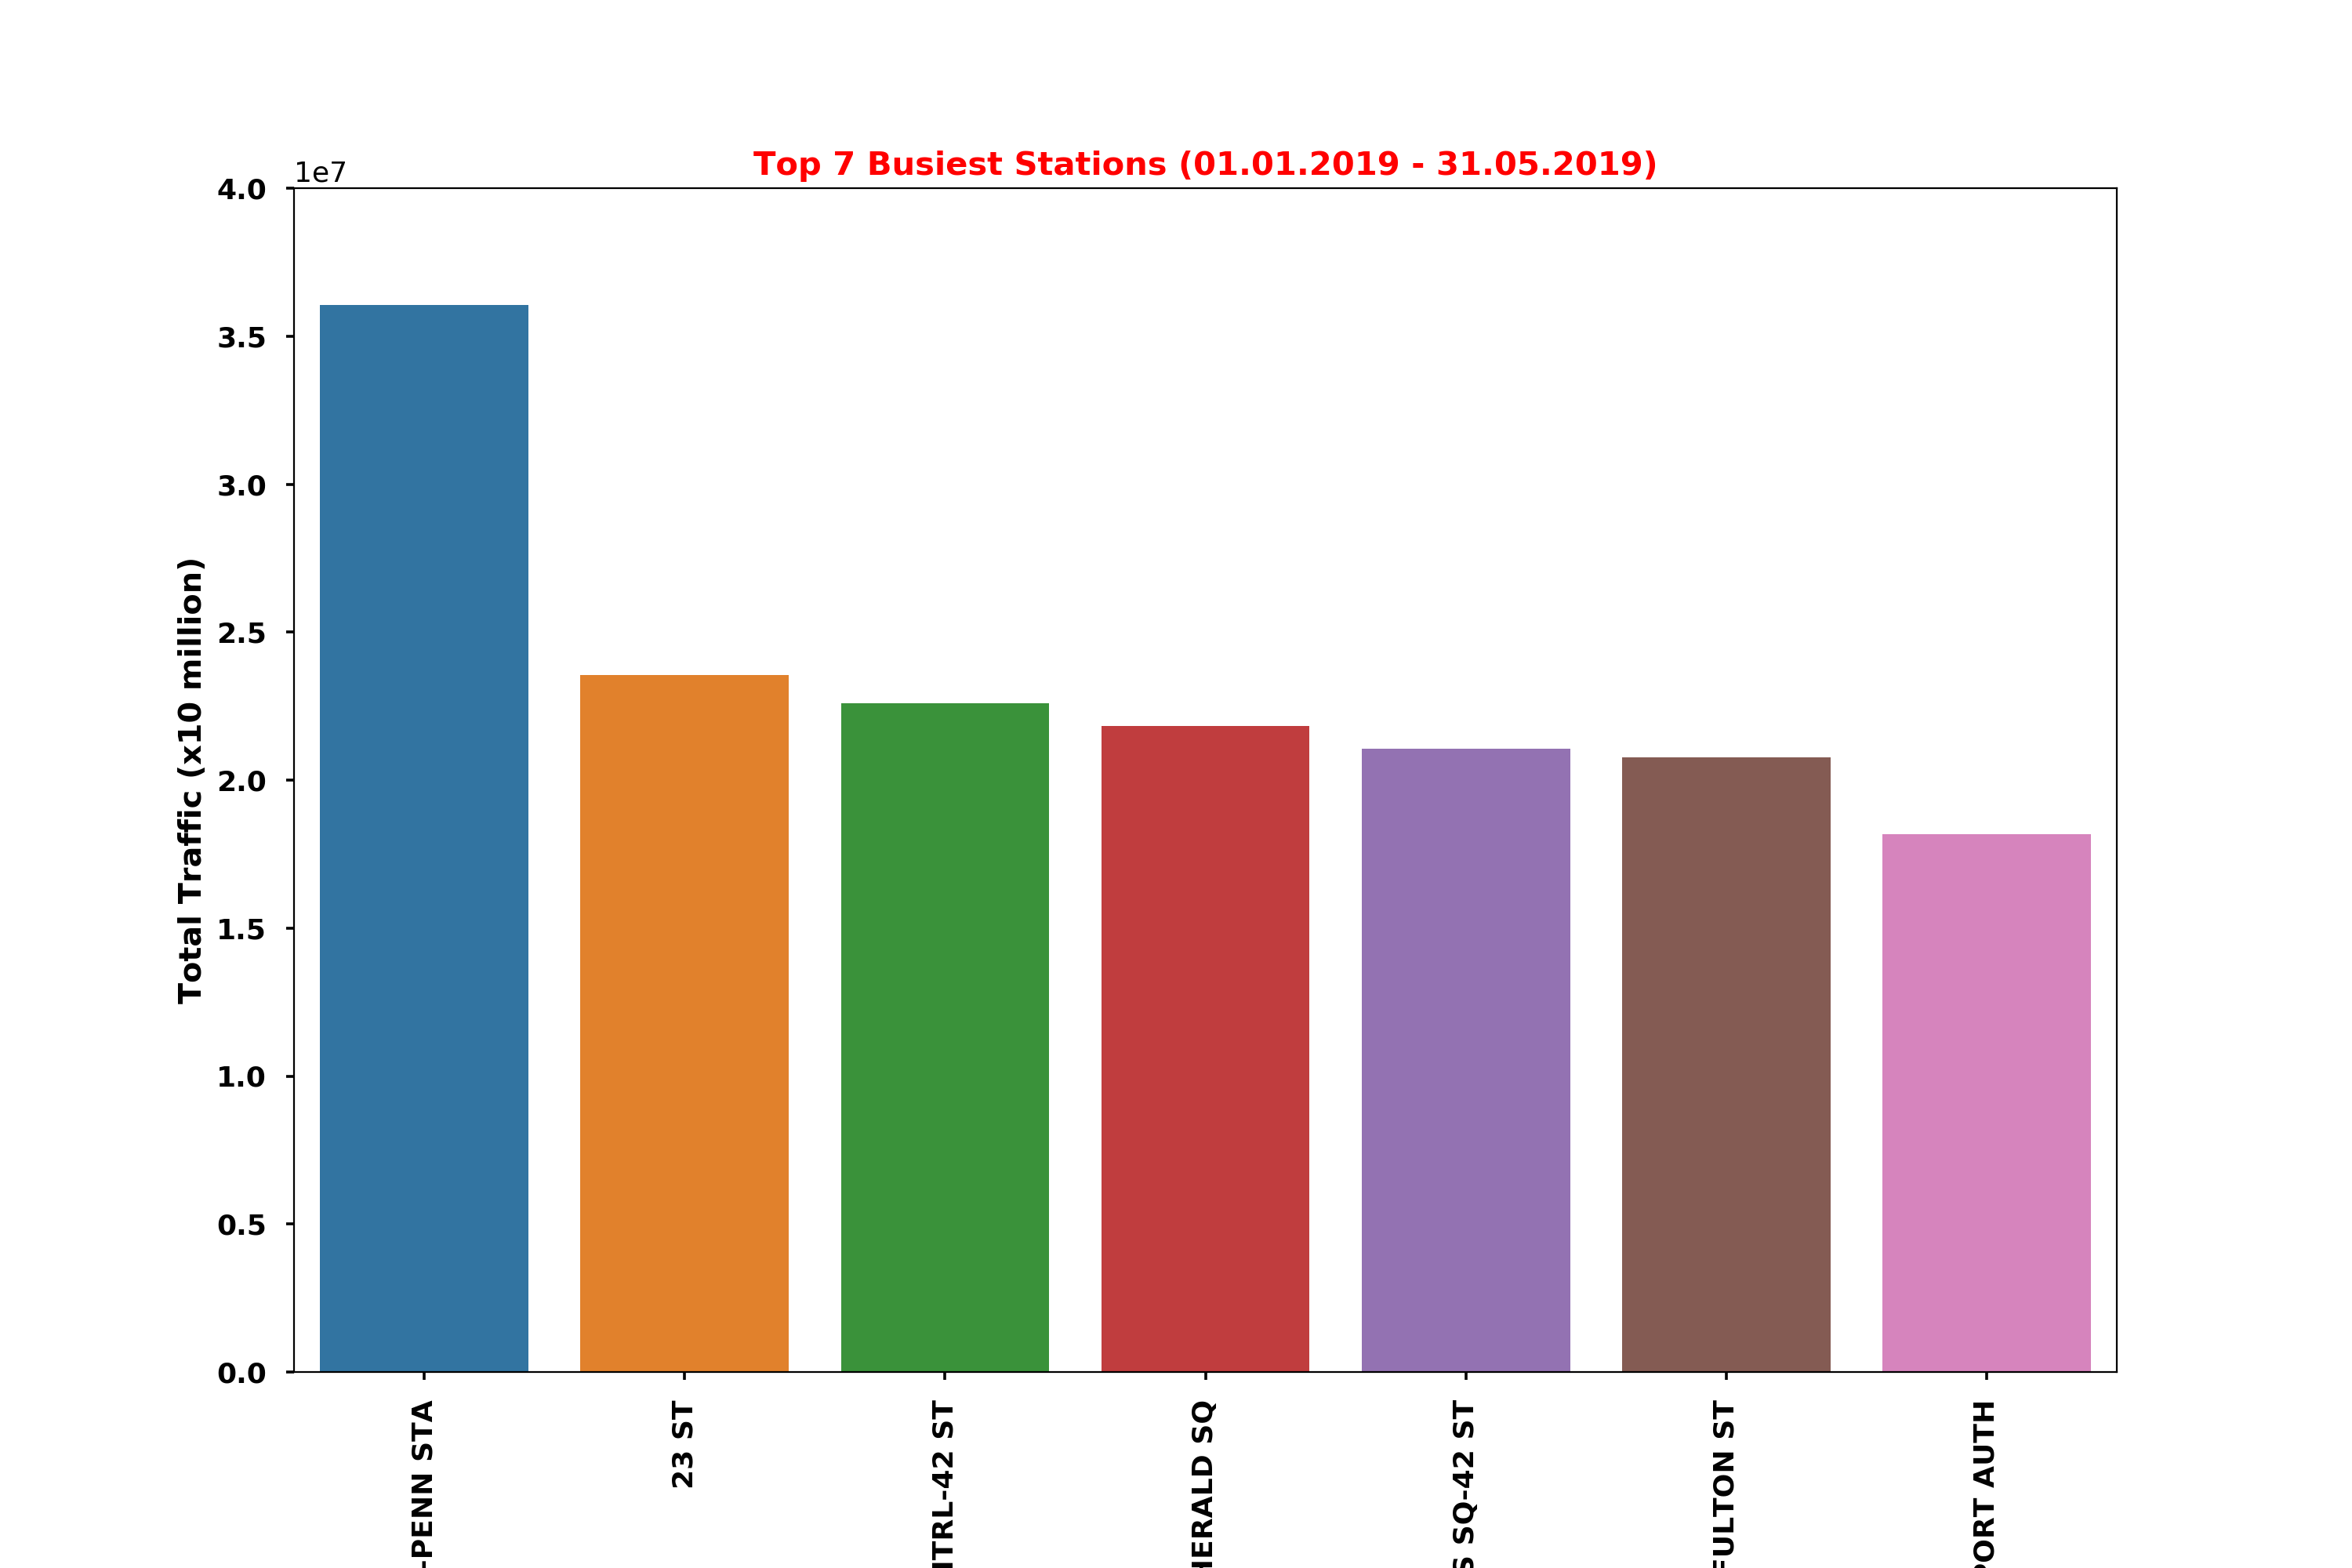 Top 7 Busiest Stations (01.01.2019 - 31.05.2019)
1e7
4.0
3.5
3.0
2.5
2.0
1.5
1.0
0.5
0.0
Total Traffic (x10 million)
-PENN STA
23 ST
NTRL-42 ST
HERALD SQ
S SQ-42 ST
FULTON ST
PORT AUTH